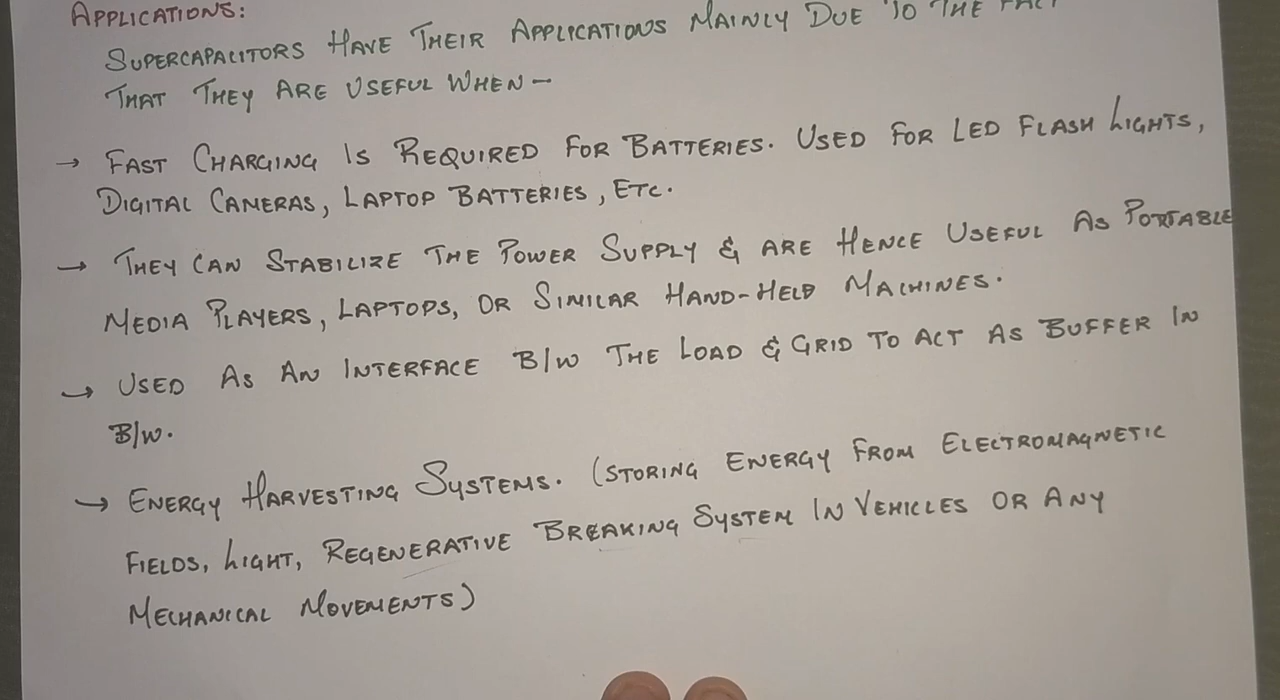 APPLICATIONS:
SUPERCAPACITORS HAVE THEIR APPLICATIONS MAINLY DUE TO THE FACT
THAT THEY ARE USEFUL WHEN –
→ FAST CHARGING IS REQUIRED FOR BATTERIES. USED FOR LED FLASH LIGHTS,
DIGITAL CAMERAS, LAPTOP BATTERIES, ETC.
→ THEY CAN STABILIZE THE POWER SUPPLY & ARE HENCE USEFUL AS PORTABLE
MEDIA PLAYERS, LAPTOPS, OR SIMILAR HAND-HELD MACHINES.
→ USED AS AN INTERFACE B/W THE LOAD & GRID TO ACT AS BUFFER IN
B/W.
→ ENERGY HARVESTING SYSTEMS. (STORING ENERGY FROM ELECTROMAGNETIC
FIELDS, LIGHT, REGENERATIVE BREAKING SYSTEM IN VEHICLES OR ANY
MECHANICAL MOVEMENTS)